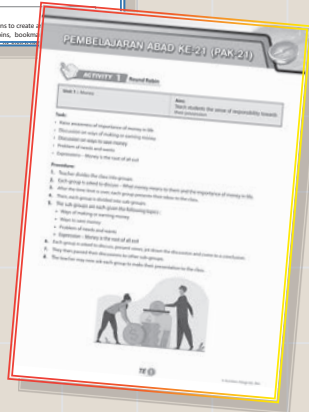 ns to create a
ins, bookma
PEMBELAJARAN ABAD KE-21 (PAK-21)
ACTIVITY 1 Round Robin
Unit 1 : Money
Aim:
Teach students the sense of responsibility towards
Task:
• Raise awareness of importance of money in life
• Discussion on ways of making or earning money
• Discussion on ways to save money
• Problem of needs and wants
• Expression – Money is the root of all evil
Procedure:
1. Teacher divides the class into groups.
2. Each group is asked to discuss – What money means to them and the importance of money in life.
3. After the time limit is over, each group presents their ideas to the class.
4. Then, each group is divided into sub-groups.
5. The sub-groups are each given the following topics:
• Ways of making or earning money
• Ways to save money
• Problem of needs and wants
• Expression – Money is the root of all evil
6. Each group is asked to discuss, present views, jot down the discussion and come to a conclusion.
7. They then present their discussions to other sub-groups.
8. The teacher may now ask each group to make their presentation to the class.